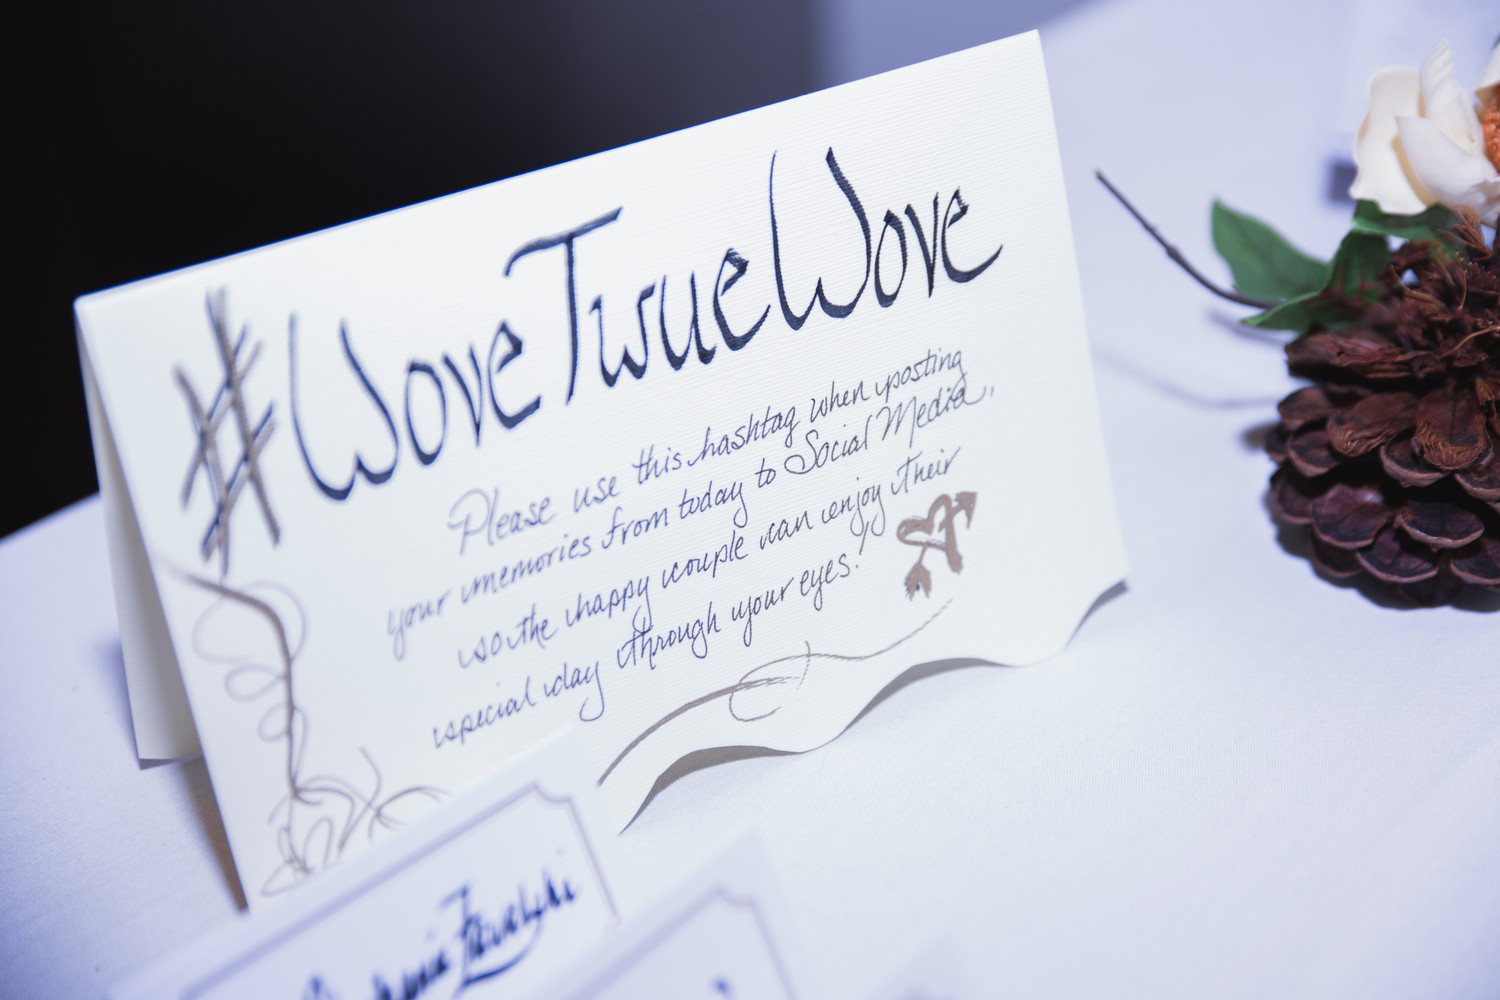 #WoveTwueWove
Please use this hashtag when posting
your memories from today to Social Media,
so the happy couple can enjoy their
special day through your eyes!